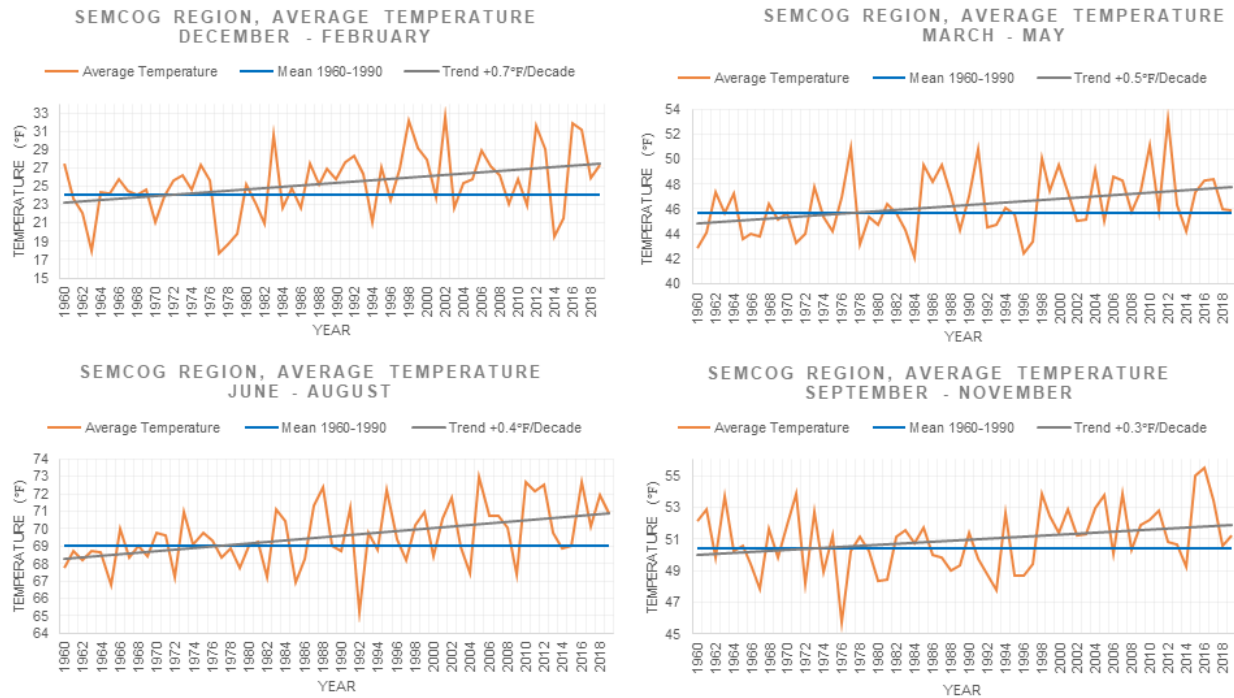 SEMCOG REGION, AVERAGE TEMPERATURE
DECEMBER - FEBRUARY
Average Temperature Mean 1960-1990 Trend +0.7°F/Decade
TEMPERATURE (°F)
33
31
29
27
25
23
21
19
17
15
1960 1962 1964 1966 1968 1970 1972 1974 1976 1978 1980 1982 1984 1986 1988 1990 1992 1994 1996 1998 2000 2002 2004 2006 2008 2010 2012 2014 2016 2018
YEAR
SEMCOG REGION, AVERAGE TEMPERATURE
MARCH - MAY
Average Temperature Mean 1960-1990 Trend +0.5°F/Decade
TEMPERATURE (°F)
54
52
50
48
46
44
42
40
1960 1962 1964 1966 1968 1970 1972 1974 1976 1978 1980 1982 1984 1986 1988 1990 1992 1994 1996 1998 2000 2002 2004 2006 2008 2010 2012 2014 2016 2018
YEAR
SEMCOG REGION, AVERAGE TEMPERATURE
JUNE - AUGUST
Average Temperature Mean 1960-1990 Trend +0.4°F/Decade
TEMPERATURE (°F)
74
73
72
71
70
69
68
67
66
65
64
1960 1962 1964 1966 1968 1970 1972 1974 1976 1978 1980 1982 1984 1986 1988 1990 1992 1994 1996 1998 2000 2002 2004 2006 2008 2010 2012 2014 2016 2018
YEAR
SEMCOG REGION, AVERAGE TEMPERATURE
SEPTEMBER - NOVEMBER
Average Temperature Mean 1960-1990 Trend +0.3°F/Decade
TEMPERATURE (°F)
55
53
51
49
47
45
1960 1962 1964 1966 1968 1970 1972 1974 1976 1978 1980 1982 1984 1986 1988 1990 1992 1994 1996 1998 2000 2002 2004 2006 2008 2010 2012 2014 2016 2018
YEAR